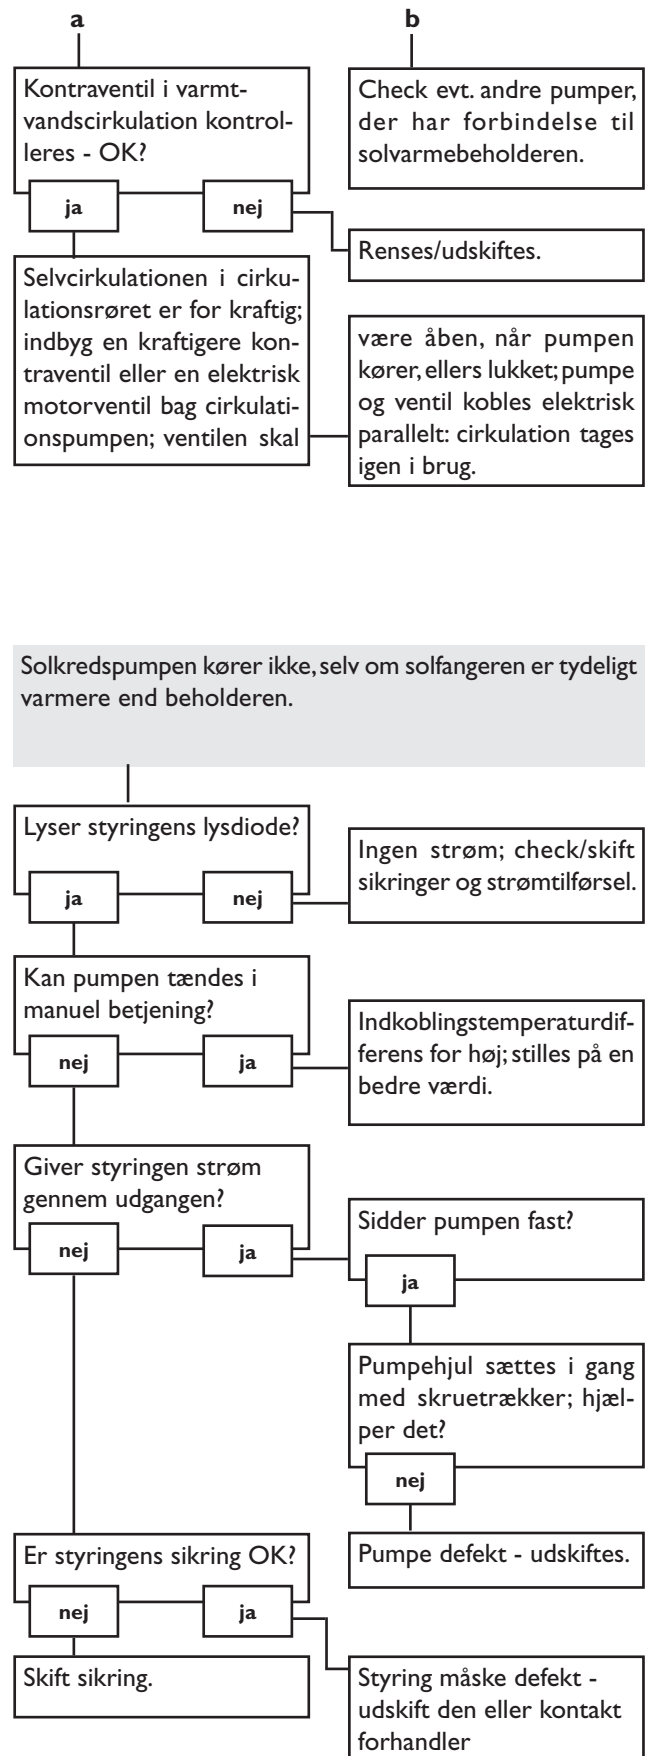 a
b
Kontraventil i varmt-
vandscirkulation kontrol-
leres - OK?
ja
nej
Check evt. andre pumper,
der har forbindelse til
solvarmebeholderen.
Renses/udskiftes.
Selvcirkulationen i cirku-
lationsrøret er for kraftig;
indbyg en kraftigere kon-
traventil eller en elektrisk
motorventil bag cirkulati-
onspumpen; ventilen skal
være åben, når pumpen
kører, ellers lukket; pumpe
og ventil kobles elektrisk
parallelt: cirkulation tages
igen i brug.
Solkredspumpen kører ikke, selv om solfangeren er tydeligt
varmere end beholderen.
Lyser styringens lysdiode?
ja
nej
Ingen strøm; check/skift
sikringer og strømtilførsel.
Kan pumpen tændes i
manuel betjening?
nej
ja
Indkoblingstemperaturdif-
ferens for høj; stilles på en
bedre værdi.
Giver styringen strøm
gennem udgangen?
nej
ja
Sidder pumpen fast?
ja
Pumpehjul sættes i gang
med skruetrækker; hjæl-
per det?
nej
Pumpe defekt - udskiftes.
Er styringens sikring OK?
nej
ja
Skift sikring.
Styring måske defekt -
udskift den eller kontakt
forhandler